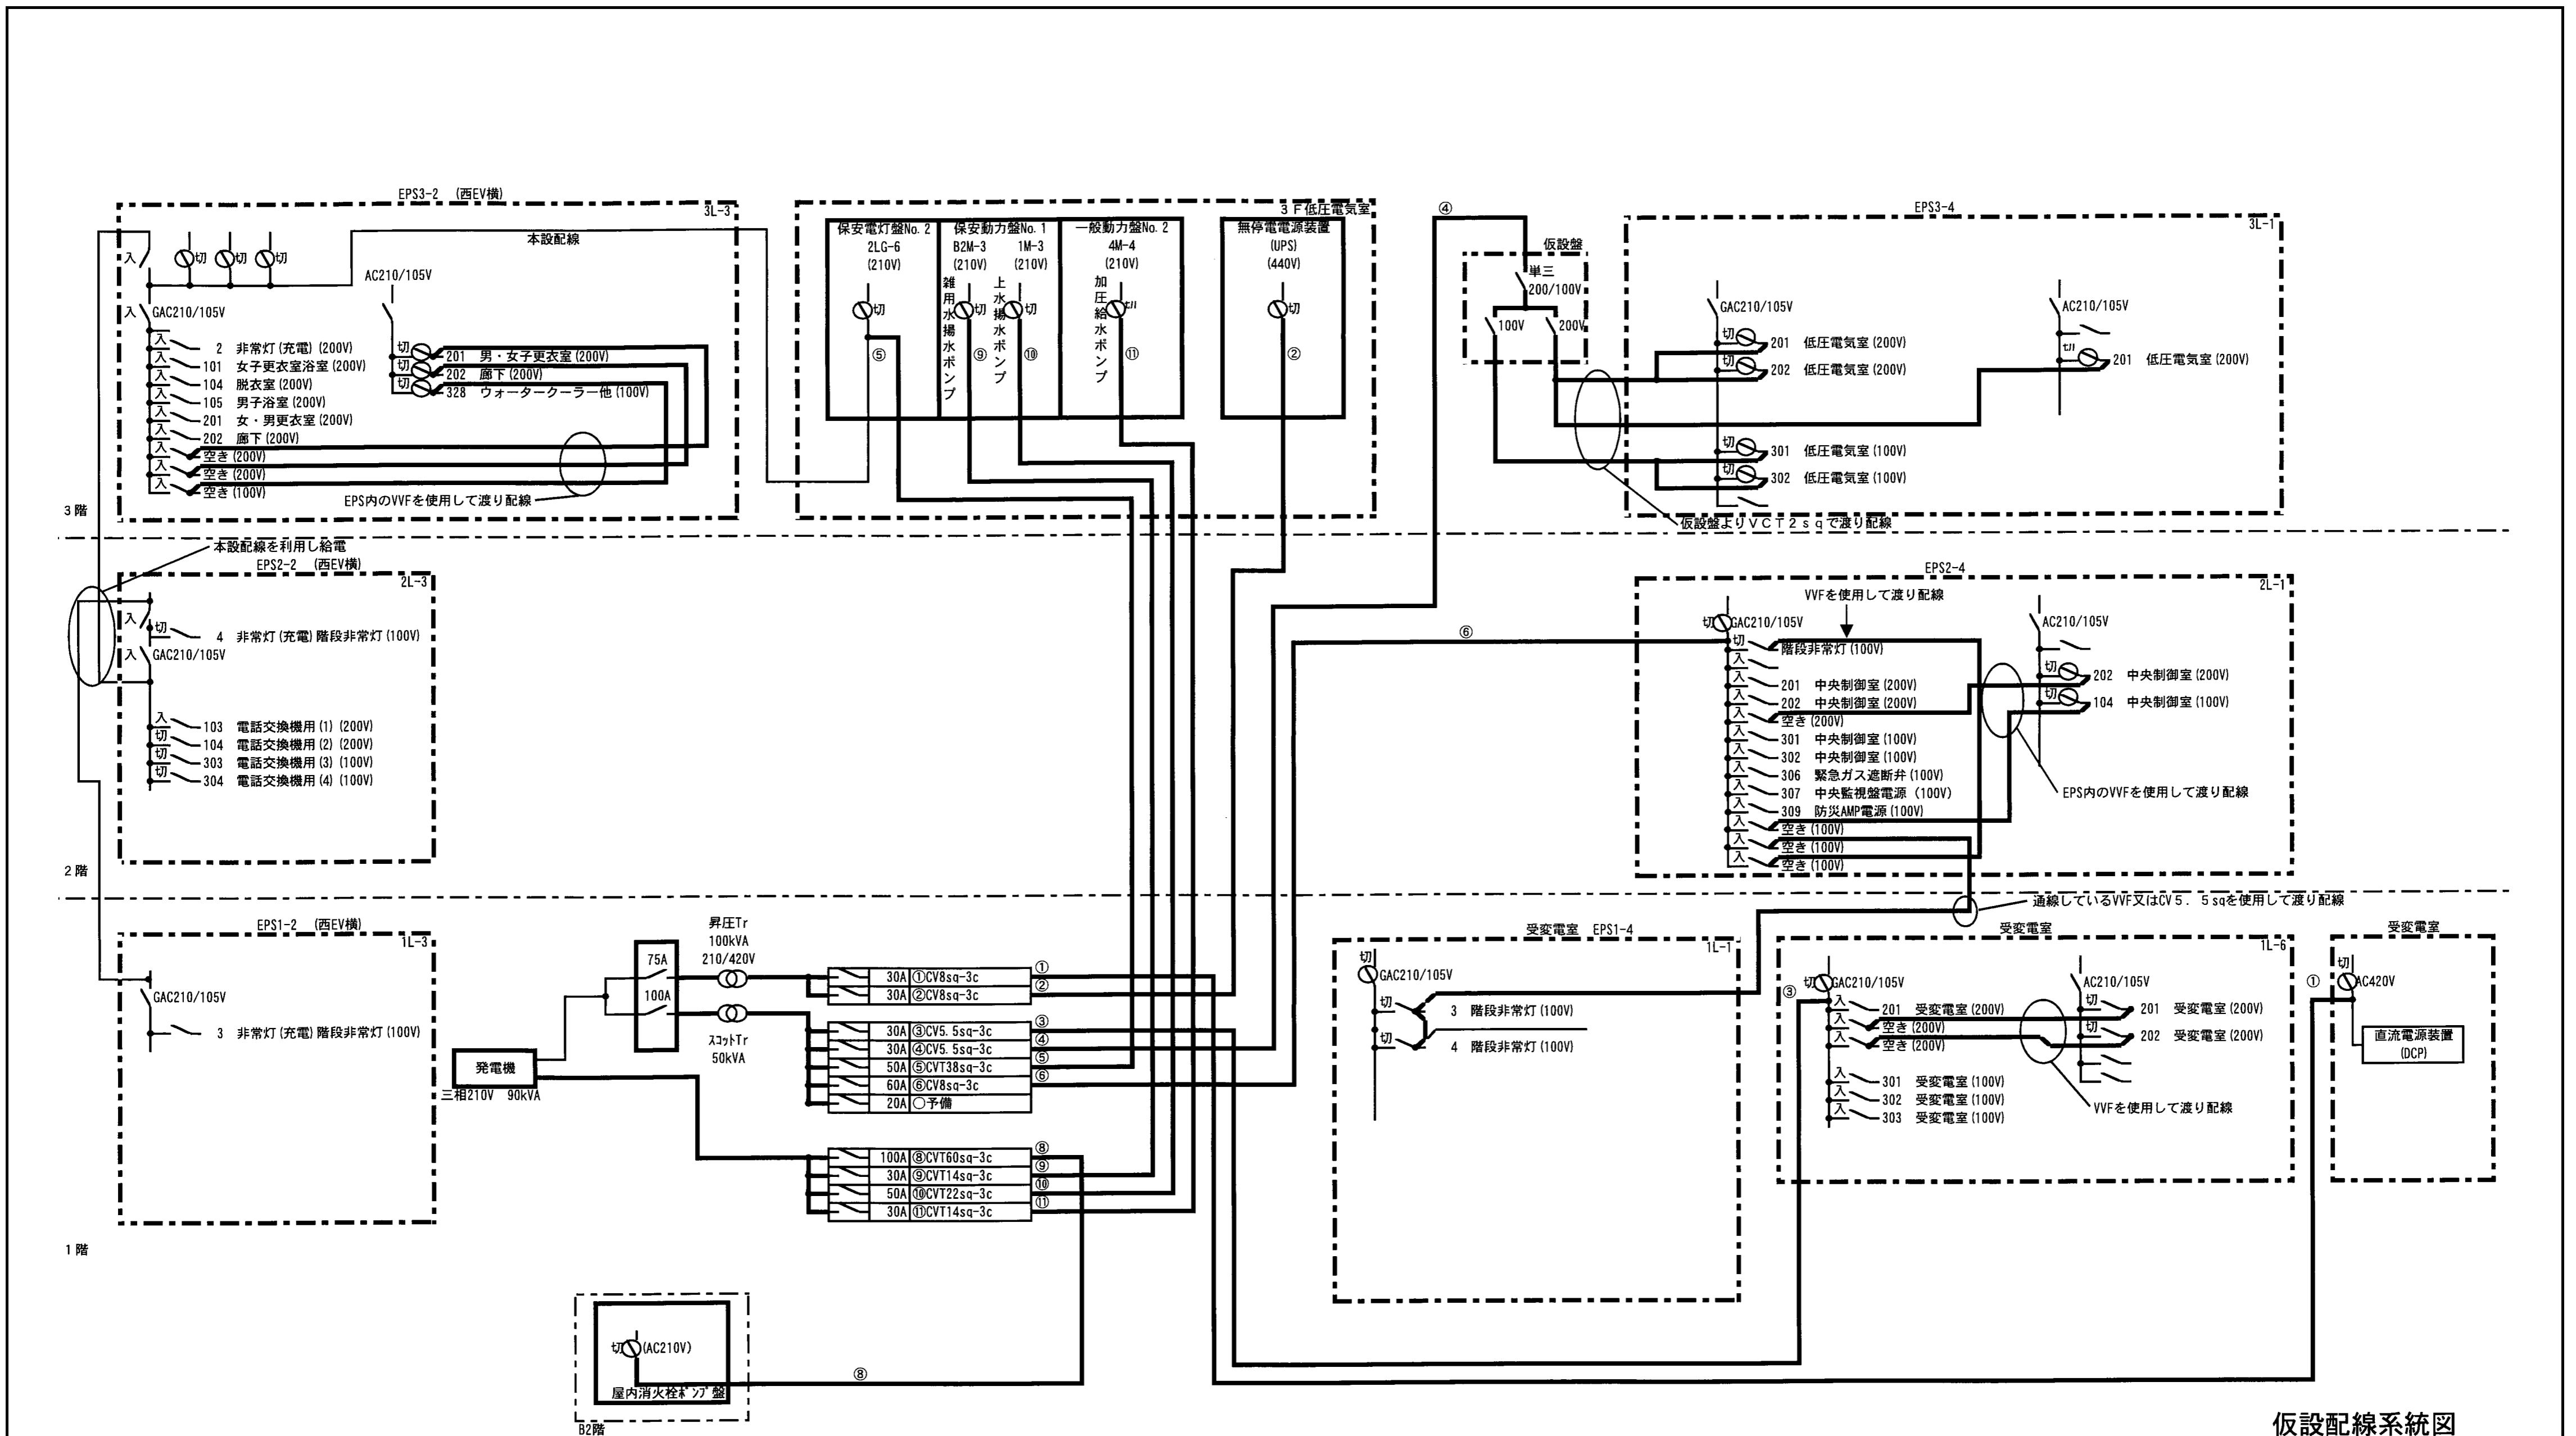 EPS3-2 (西EV横)
3L-3
入
切
切
切
本設配線
AC210/105V
入
GAC210/105V
入 2 非常灯(充電)(200V)
入 101 女子更衣室浴室(200V)
入 104 脱衣室(200V)
入 105 男子浴室(200V)
入 201 女・男更衣室(200V)
入 202 廊下(200V)
入 空き(200V)
入 空き(200V)
入 空き(100V)
切 201 男・女子更衣室(200V)
切 202 廊下(200V)
切 328 ウォータークーラー他(100V)
EPS内のVVFを使用して渡り配線
3階
3F低圧電気室
保安電灯盤No.2
2LG-6
(210V)
切
⑤
保安動力盤No.1
B2M-3 1M-3
(210V) (210V)
雑用水揚水ポンプ
切
⑨
上水揚水ポンプ
切
⑩
一般動力盤No.2
4M-4
(210V)
加圧給水ポンプ
切
⑪
無停電電源装置
(UPS)
(440V)
切
②
④
仮設盤
単三
200/100V
100V
200V
EPS3-4
3L-1
GAC210/105V
切 201 低圧電気室(200V)
切 202 低圧電気室(200V)
切 301 低圧電気室(100V)
切 302 低圧電気室(100V)
AC210/105V
切 201 低圧電気室(200V)
仮設盤よりVCT2sqで渡り配線
本設配線を利用し給電
EPS2-2 (西EV横)
2L-3
入
切 4 非常灯(充電)階段非常灯(100V)
入 GAC210/105V
入 103 電話交換機用(1)(200V)
切 104 電話交換機用(2)(200V)
切 303 電話交換機用(3)(100V)
切 304 電話交換機用(4)(100V)
2階
⑥
EPS2-4
2L-1
VVFを使用して渡り配線
切 GAC210/105V
切 階段非常灯(100V)
入
入 201 中央制御室(200V)
入 202 中央制御室(200V)
入 空き(200V)
入 301 中央制御室(100V)
入 302 中央制御室(100V)
入 306 緊急ガス遮断弁(100V)
入 307 中央監視盤電源(100V)
入 309 防災AMP電源(100V)
入 空き(100V)
入 空き(100V)
入 空き(100V)
AC210/105V
切 202 中央制御室(200V)
切 104 中央制御室(100V)
EPS内のVVFを使用して渡り配線
通線しているVVF又はCV5.5sqを使用して渡り配線
EPS1-2 (西EV横)
1L-3
GAC210/105V
3 非常灯(充電)階段非常灯(100V)
1階
発電機
三相210V 90kVA
75A
100A
昇圧Tr
100kVA
210/420V
スコットTr
50kVA
30A ①CV8sq-3c ①
30A ②CV8sq-3c ②
30A ③CV5.5sq-3c ③
30A ④CV5.5sq-3c ④
50A ⑤CVT38sq-3c ⑤
60A ⑥CV8sq-3c ⑥
20A ○予備
100A ⑧CVT60sq-3c ⑧
30A ⑨CVT14sq-3c ⑨
50A ⑩CVT22sq-3c ⑩
30A ⑪CVT14sq-3c ⑪
受変電室 EPS1-4
1L-1
切
GAC210/105V
切 3 階段非常灯(100V)
切 4 階段非常灯(100V)
受変電室
1L-6
③
切 GAC210/105V
入 201 受変電室(200V)
入 空き(200V)
入 空き(200V)
入 301 受変電室(100V)
入 302 受変電室(100V)
入 303 受変電室(100V)
AC210/105V
切 201 受変電室(200V)
切 202 受変電室(200V)
VVFを使用して渡り配線
受変電室
①
切
AC420V
直流電源装置
(DCP)
切 (AC210V)
屋内消火栓ポンプ盤
B2階
⑧
仮設配線系統図